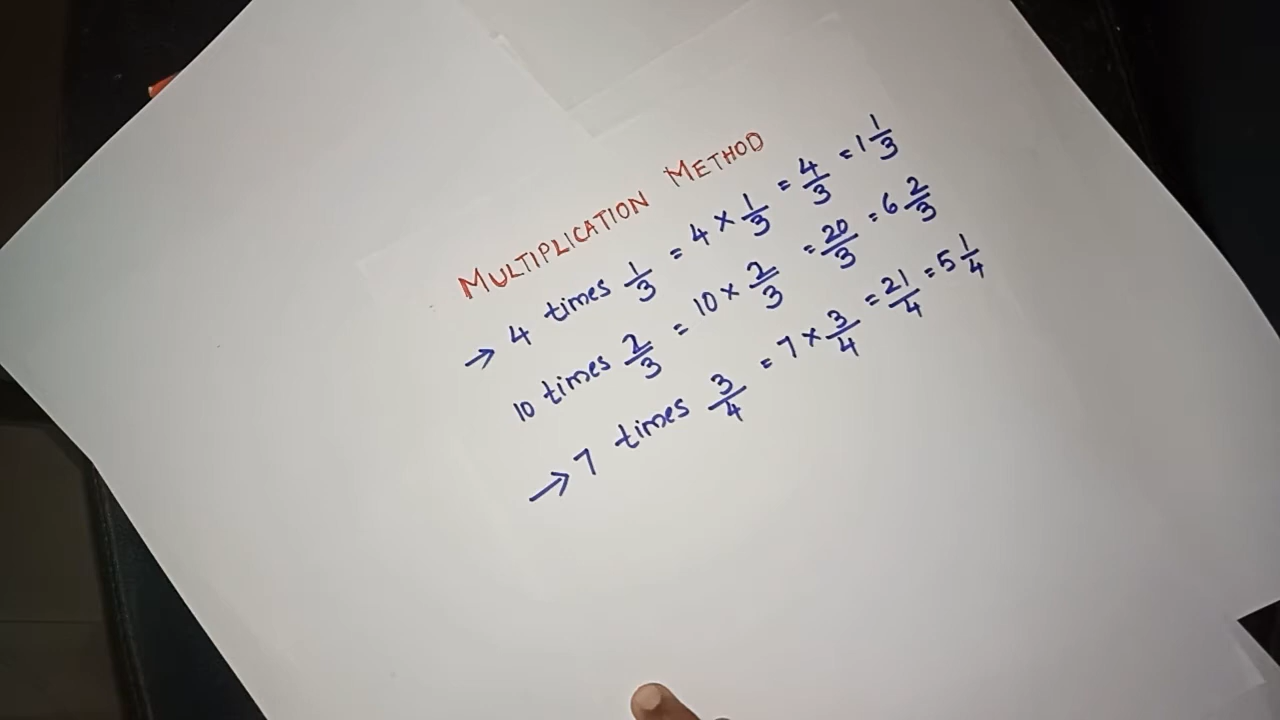 MULTIPLICATION METHOD
→ 4 times 1/3 = 4 × 1/3 = 4/3 = 1 1/3
10 times 2/3 = 10 × 2/3 = 20/3 = 6 2/3
→ 7 times 3/4 = 7 × 3/4 = 21/4 = 5 1/4